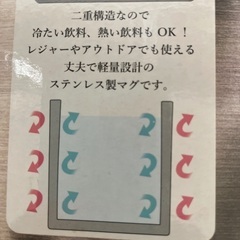 二重構造なので
冷たい飲料、熱い飲料もOK！
レジャーやアウトドアでも使える
丈夫で軽量設計の
ステンレス製マグです。